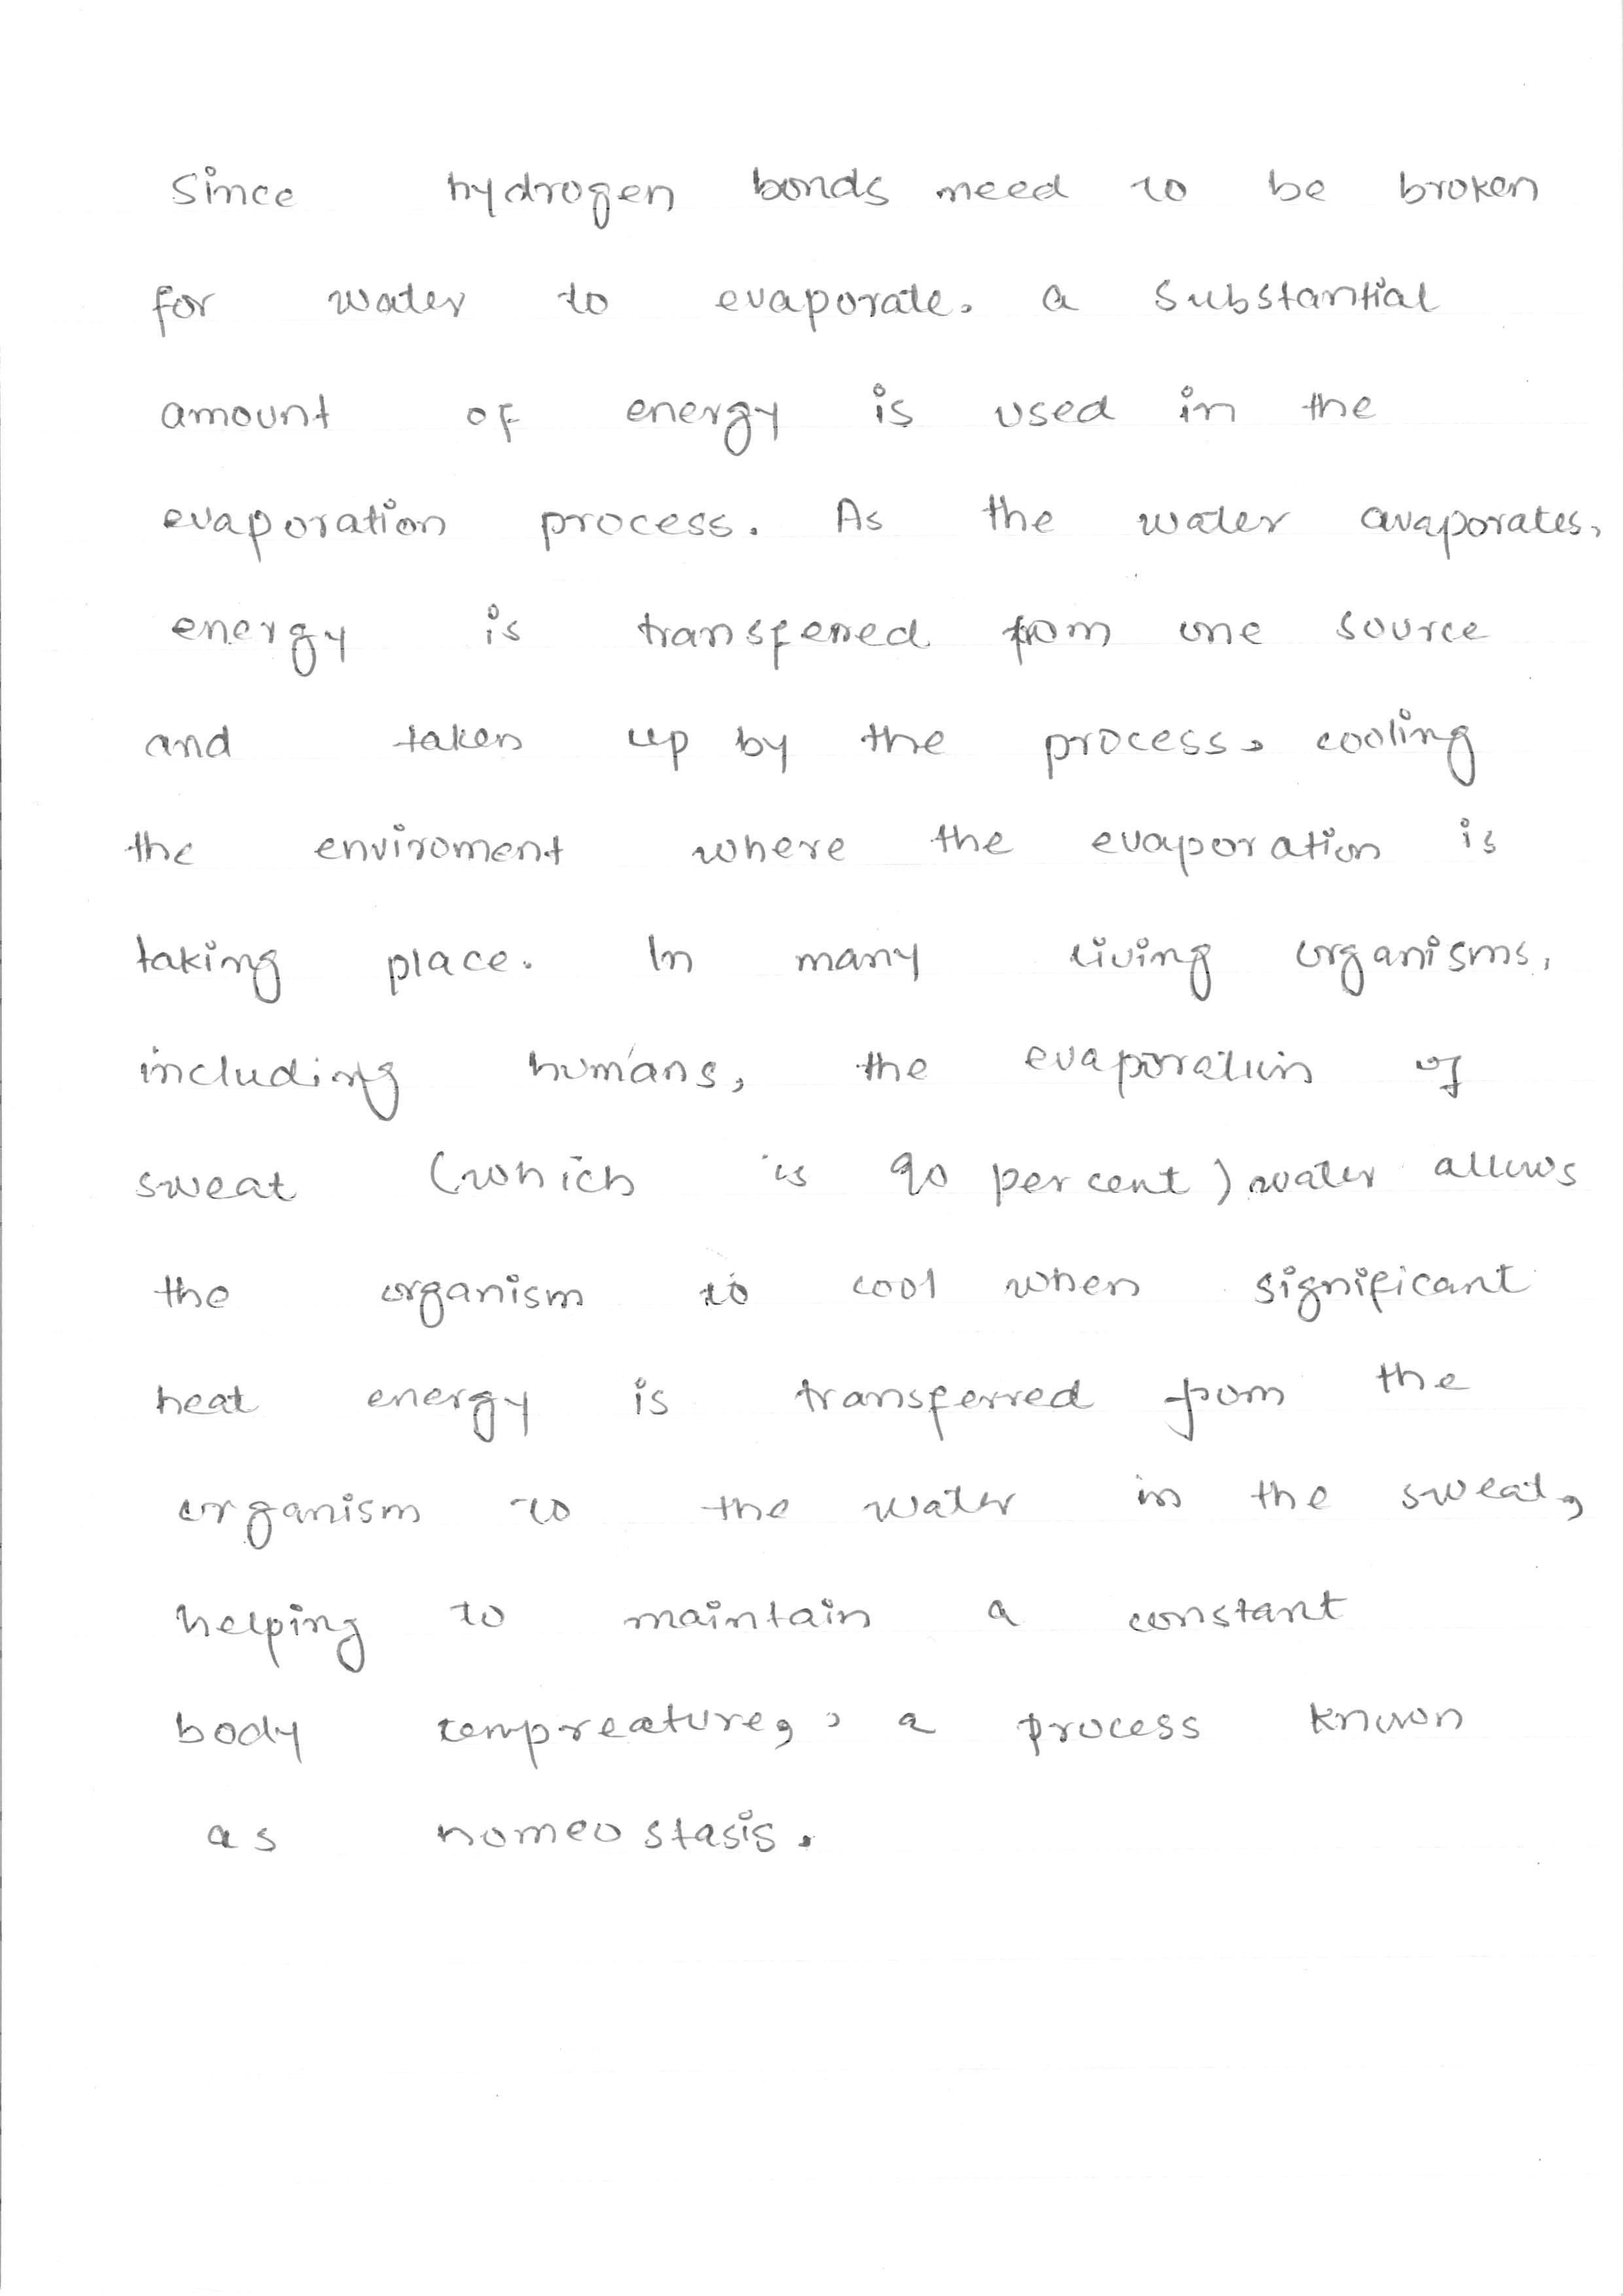 Since hydrogen bonds need to be broken
for water to evaporate, a substantial
amount of energy is used in the
evaporation process. As the water avaporates,
energy is transferred from one source
and taken up by the process, cooling
the enviroment where the evaporation is
taking place. In many living organisms,
including humans, the evaporation of
sweat (which is 90 percent) water allows
the organism to cool when significant
heat energy is transferred from the
organism to the water in the sweat,
helping to maintain a constant
body tempreature,, a process known
as homeostasis.